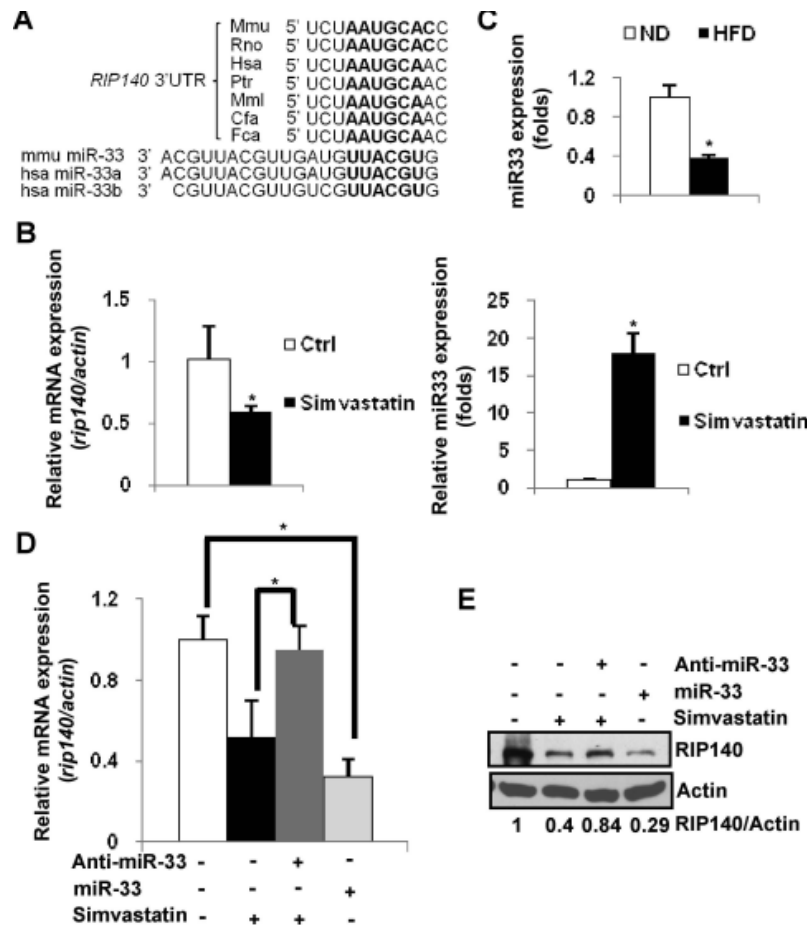 A
RIP140 3'UTR
Mmu 5' UCUAAUGCACC
Rno 5' UCUAAUGCACC
Hsa 5' UCUAAUGCAAC
Ptr 5' UCUAAUGCAAC
Mml 5' UCUAAUGCAAC
Cfa 5' UCUAAUGCAAC
Fca 5' UCUAAUGCAAC
mmu miR-33 3' ACGUUACGUUGAUGUUACGUG
hsa miR-33a 3' ACGUUACGUUGAUGUUACGUG
hsa miR-33b 3' CGUUACGUUGUCGUUACGUG
C
ND HFD
miR33 expression
(folds)
1.2
0.8
0.4
0
*
B
Relative mRNA expression
(rip140/actin)
1.5
1
0.5
0
*
Ctrl
Simvastatin
Relative miR33 expression
(folds)
25
20
15
10
5
0
*
Ctrl
Simvastatin
D
Relative mRNA expression
(rip140/actin)
1.2
0.8
0.4
0
*
*
Anti-miR-33 - - + -
miR-33 - - - +
Simvastatin - + + -
E
- - + - Anti-miR-33
- - - + miR-33
- + + - Simvastatin
RIP140
Actin
1 0.4 0.84 0.29 RIP140/Actin